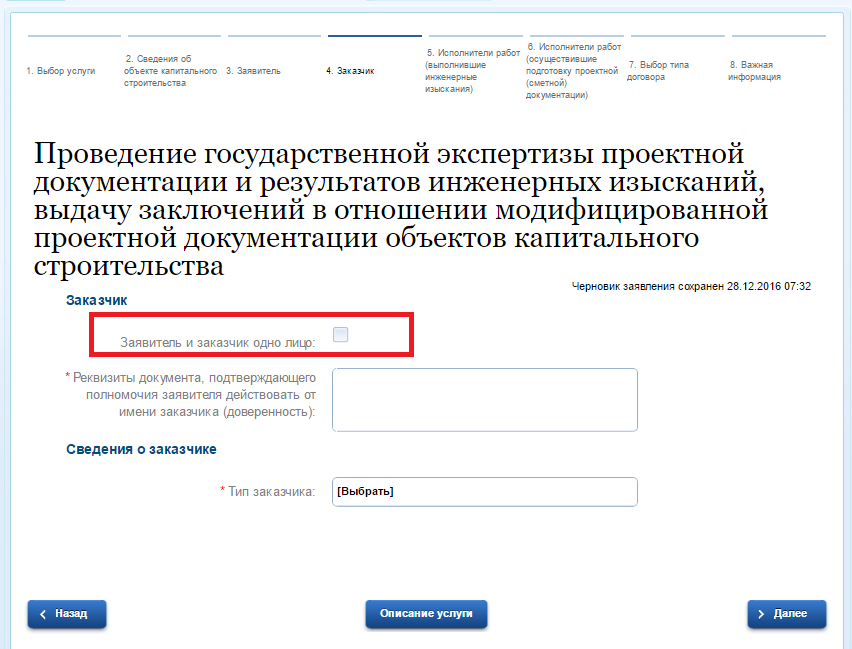 1. Выбор услуги
2. Сведения об
объекте капитального
строительства
3. Заявитель
4. Заказчик
5. Исполнители работ
(выполнившие
инженерные
изыскания)
6. Исполнители работ
(осуществившие
подготовку проектной
(сметной)
документации)
7. Выбор типа
договора
8. Важная
информация
Проведение государственной экспертизы проектной
документации и результатов инженерных изысканий,
выдачу заключений в отношении модифицированной
проектной документации объектов капитального
строительства
Черновик заявления сохранен 28.12.2016 07:32
Заказчик
Заявитель и заказчик одно лицо:
* Реквизиты документа, подтверждающего
полномочия заявителя действовать от
имени заказчика (доверенность):
Сведения о заказчике
* Тип заказчика:
[Выбрать]
Назад
Описание услуги
Далее